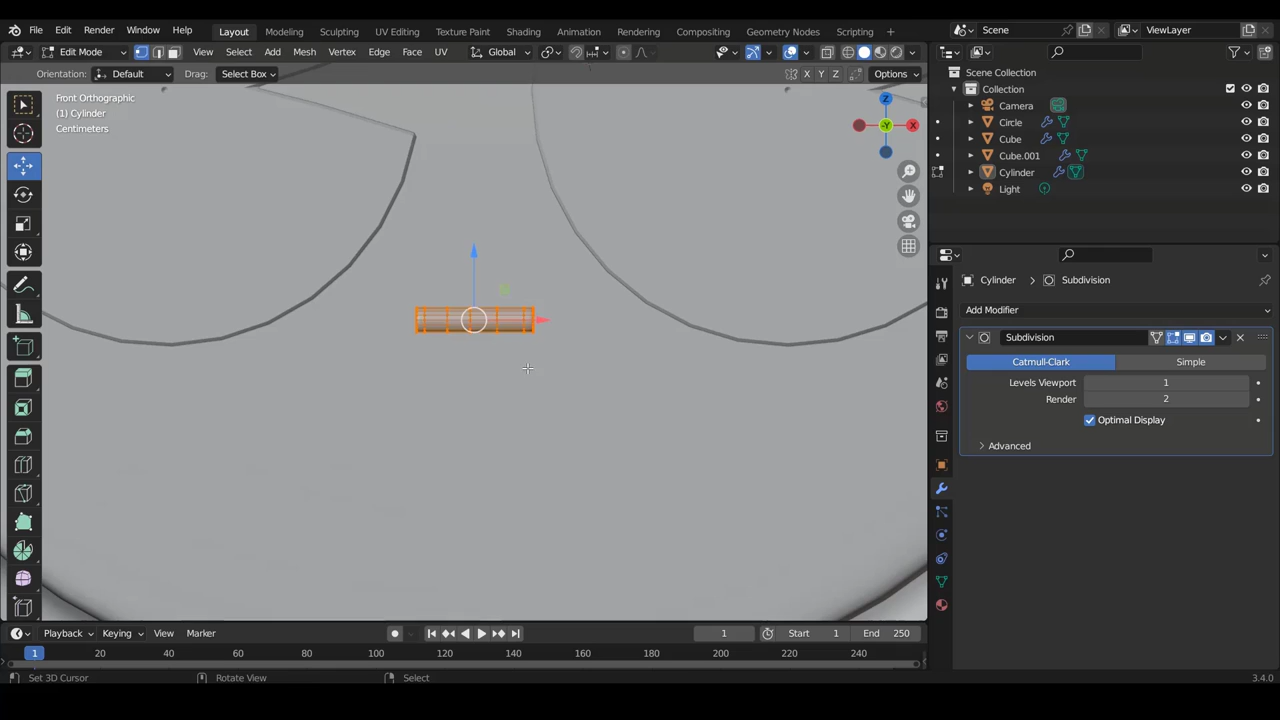 File Edit Render Window Help Layout Modeling Sculpting UV Editing Texture Paint Shading Animation Rendering Compositing Geometry Nodes Scripting Scene ViewLayer
Edit Mode View Select Add Mesh Vertex Edge Face UV Global
Orientation: Default Drag: Select Box X Y Z Options
Front Orthographic
(1) Cylinder
Centimeters
Z
-Y
X
Scene Collection
Collection
Camera
Circle
Cube
Cube.001
Cylinder
Light
Cylinder > Subdivision
Add Modifier
Subdivision
Catmull-Clark Simple
Levels Viewport 1
Render 2
Optimal Display
Advanced
Playback Keying View Marker 1 Start 1 End 250
1 20 40 60 80 100 120 140 160 180 200 220 240
Set 3D Cursor Rotate View Select 3.4.0